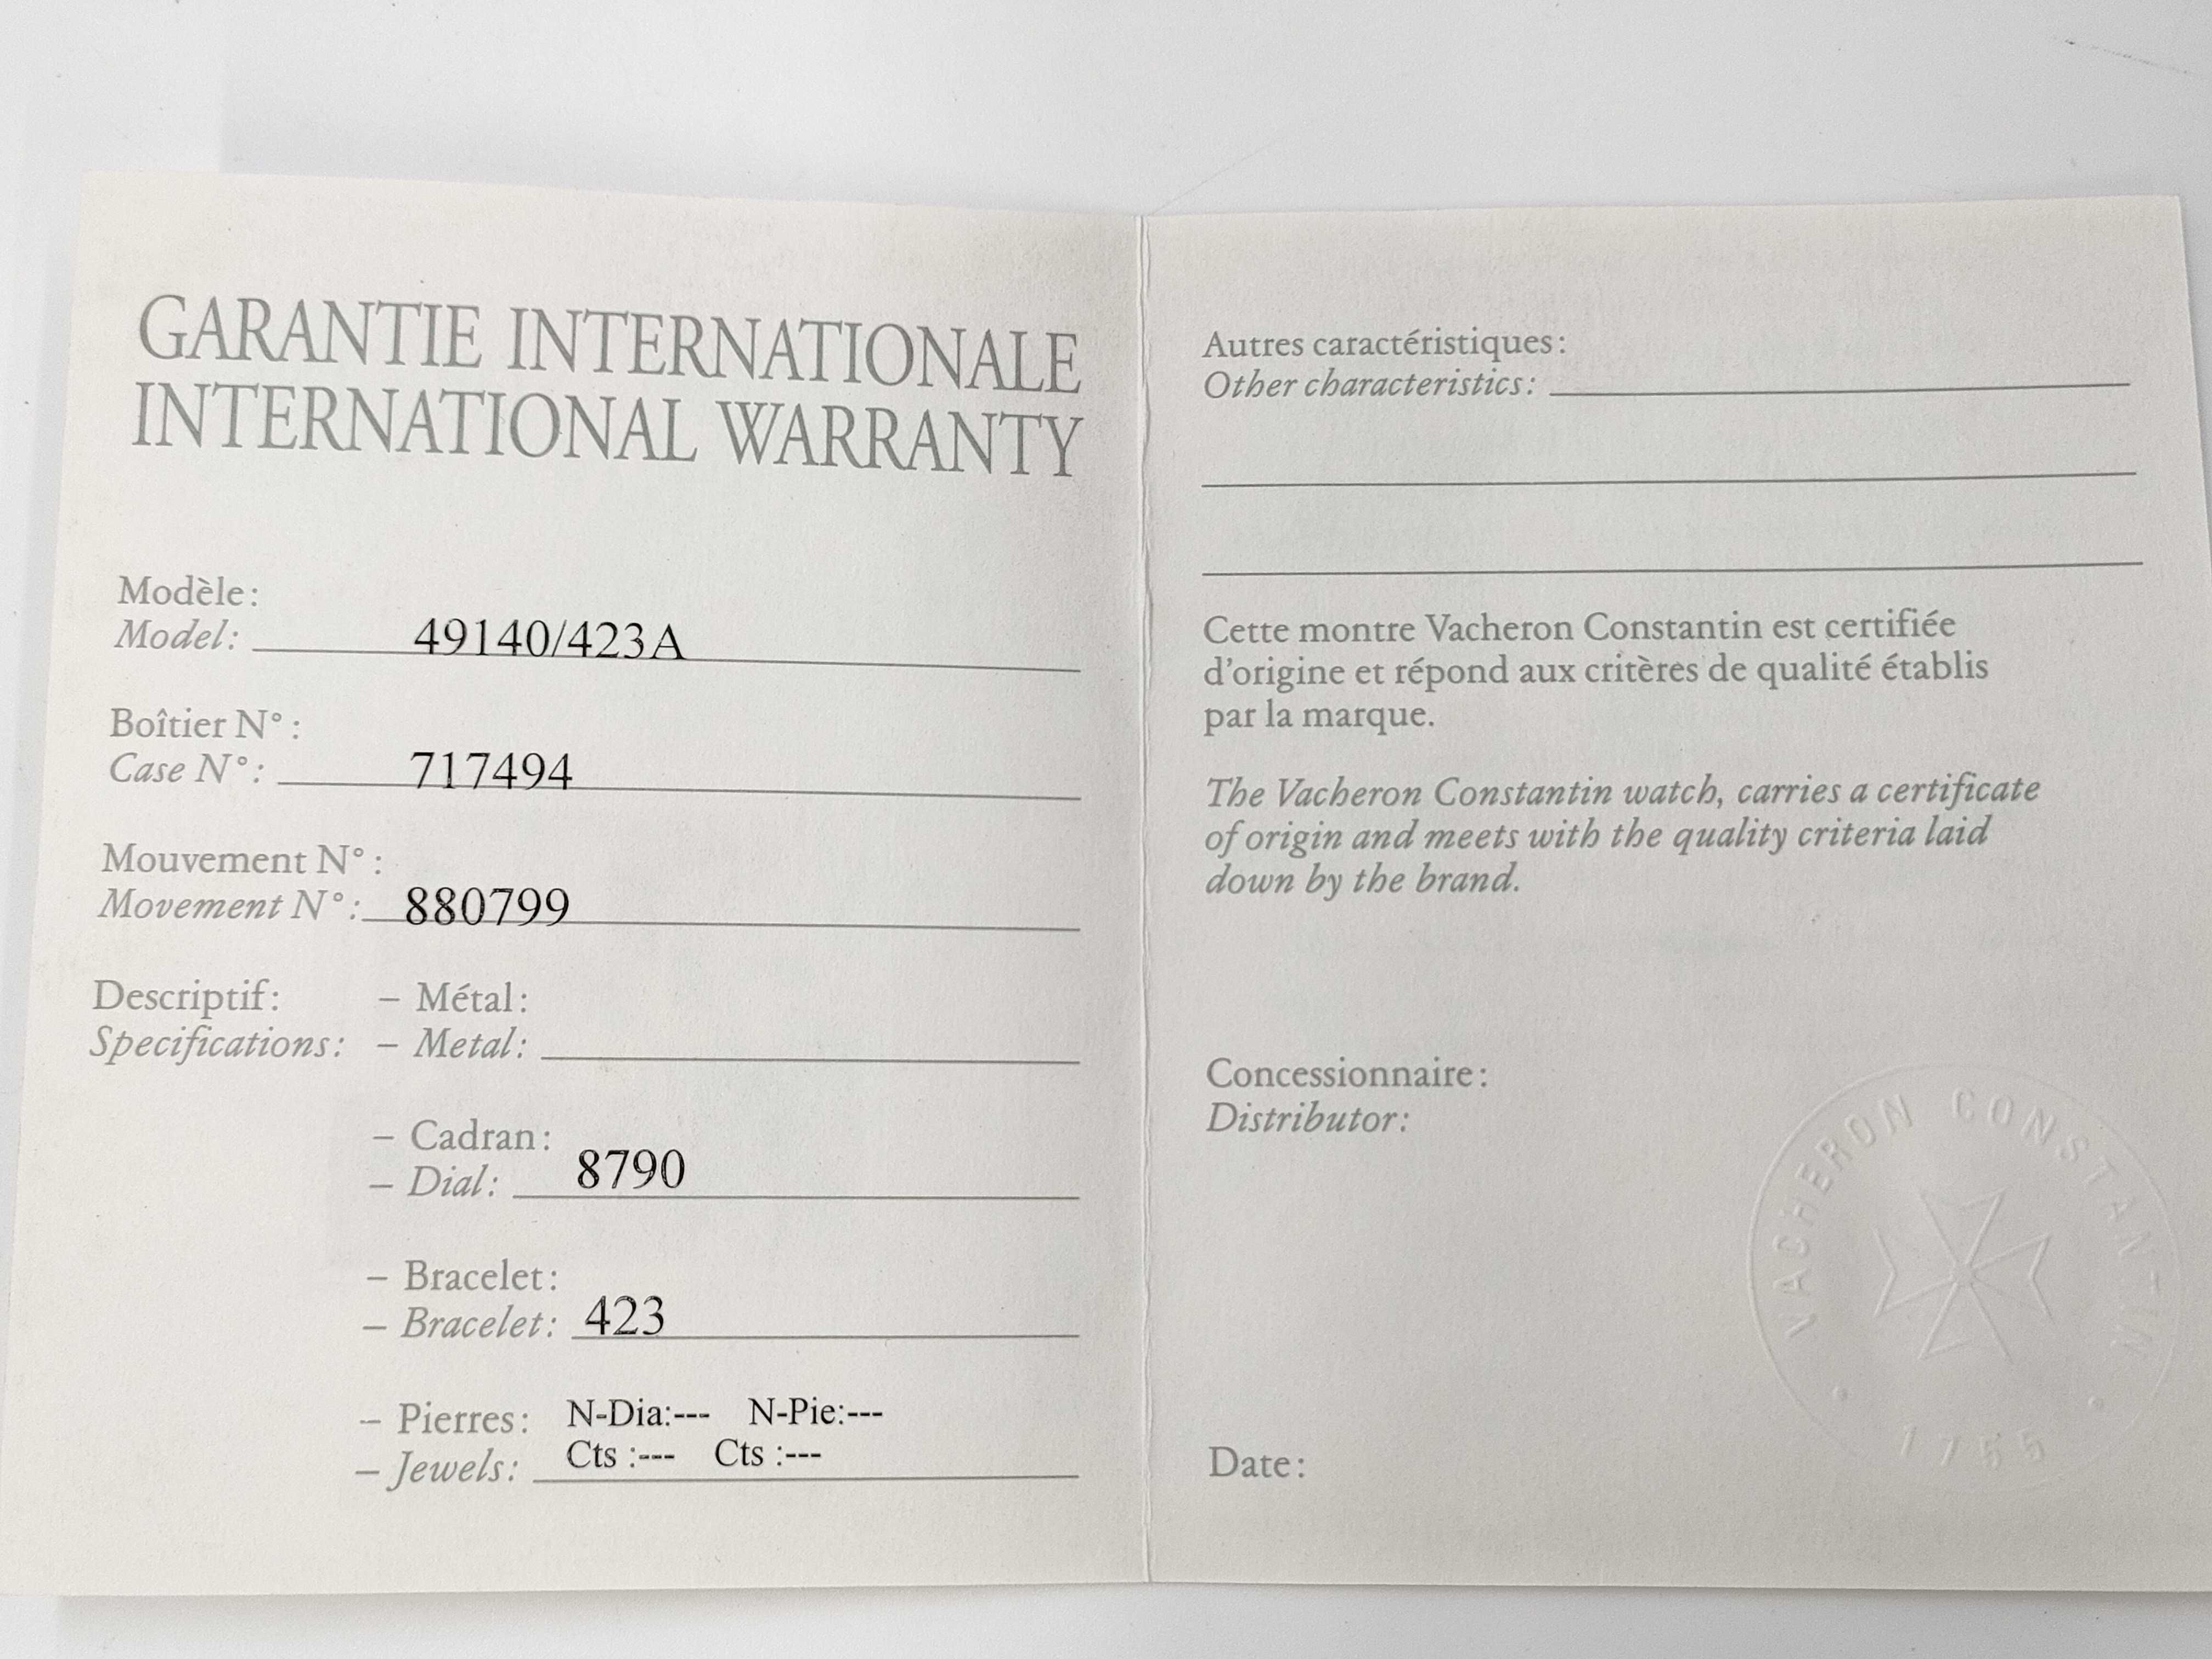 GARANTIE INTERNATIONALE
INTERNATIONAL WARRANTY
Modèle:
Model: 49140/423A
Boîtier N°:
Case N°: 717494
Mouvement N°:
Movement N°: 880799
Descriptif: – Métal:
Specifications: – Metal:
– Cadran:
– Dial: 8790
– Bracelet:
– Bracelet: 423
– Pierres: N-Dia:--- N-Pie:---
– Jewels: Cts :--- Cts :---
Autres caractéristiques:
Other characteristics:
Cette montre Vacheron Constantin est certifiée
d'origine et répond aux critères de qualité établis
par la marque.
The Vacheron Constantin watch, carries a certificate
of origin and meets with the quality criteria laid
down by the brand.
Concessionnaire:
Distributor:
Date:
VACHERON CONSTANTIN
1755